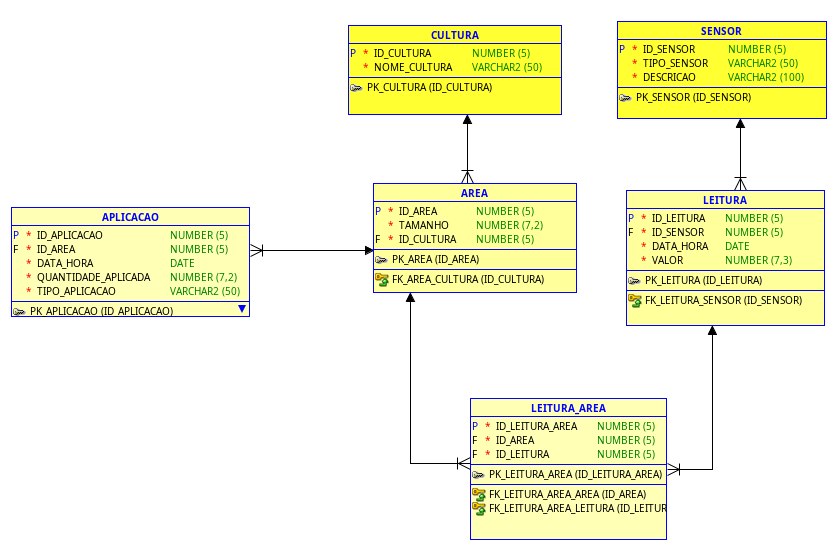 CULTURA
P * ID_CULTURA NUMBER (5)
* NOME_CULTURA VARCHAR2 (50)
PK_CULTURA (ID_CULTURA)
SENSOR
P * ID_SENSOR NUMBER (5)
* TIPO_SENSOR VARCHAR2 (50)
* DESCRICAO VARCHAR2 (100)
PK_SENSOR (ID_SENSOR)
APLICACAO
P * ID_APLICACAO NUMBER (5)
F * ID_AREA NUMBER (5)
* DATA_HORA DATE
* QUANTIDADE_APLICADA NUMBER (7,2)
* TIPO_APLICACAO VARCHAR2 (50)
PK_APLICACAO (ID_APLICACAO)
AREA
P * ID_AREA NUMBER (5)
* TAMANHO NUMBER (7,2)
F * ID_CULTURA NUMBER (5)
PK_AREA (ID_AREA)
FK_AREA_CULTURA (ID_CULTURA)
LEITURA
P * ID_LEITURA NUMBER (5)
F * ID_SENSOR NUMBER (5)
* DATA_HORA DATE
* VALOR NUMBER (7,3)
PK_LEITURA (ID_LEITURA)
FK_LEITURA_SENSOR (ID_SENSOR)
LEITURA_AREA
P * ID_LEITURA_AREA NUMBER (5)
F * ID_AREA NUMBER (5)
F * ID_LEITURA NUMBER (5)
PK_LEITURA_AREA (ID_LEITURA_AREA)
FK_LEITURA_AREA_AREA (ID_AREA)
FK_LEITURA_AREA_LEITURA (ID_LEITUR